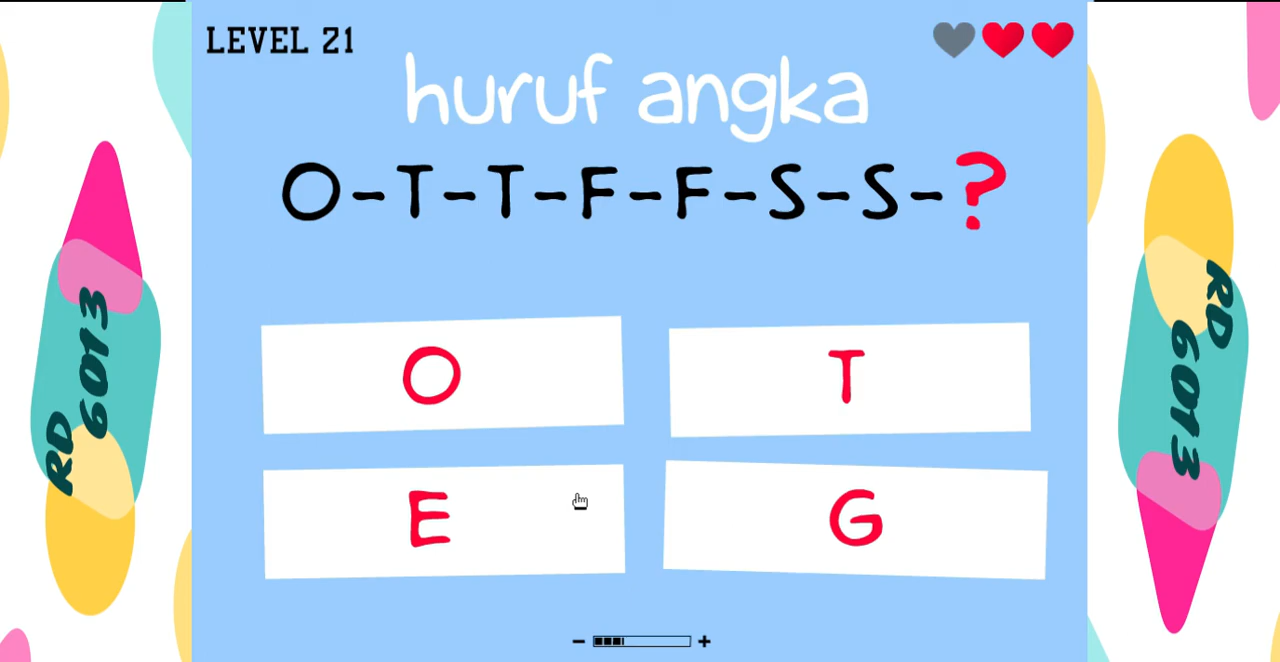 LEVEL 21
huruf angka
O-T-T-F-F-S-S-?
O
T
E
G
RD
6013
RD
6013